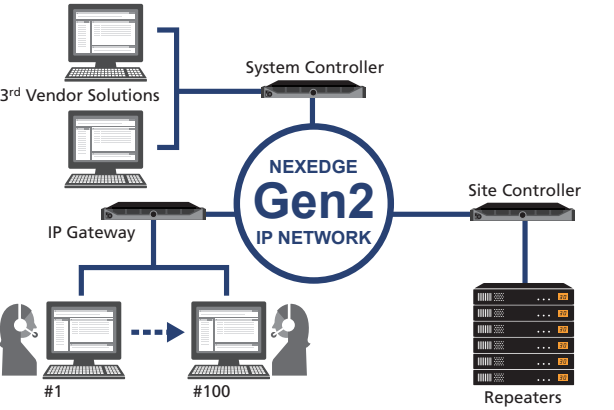 System Controller
3rd Vendor Solutions
NEXEDGE
Gen2
IP NETWORK
Site Controller
IP Gateway
#1
#100
Repeaters